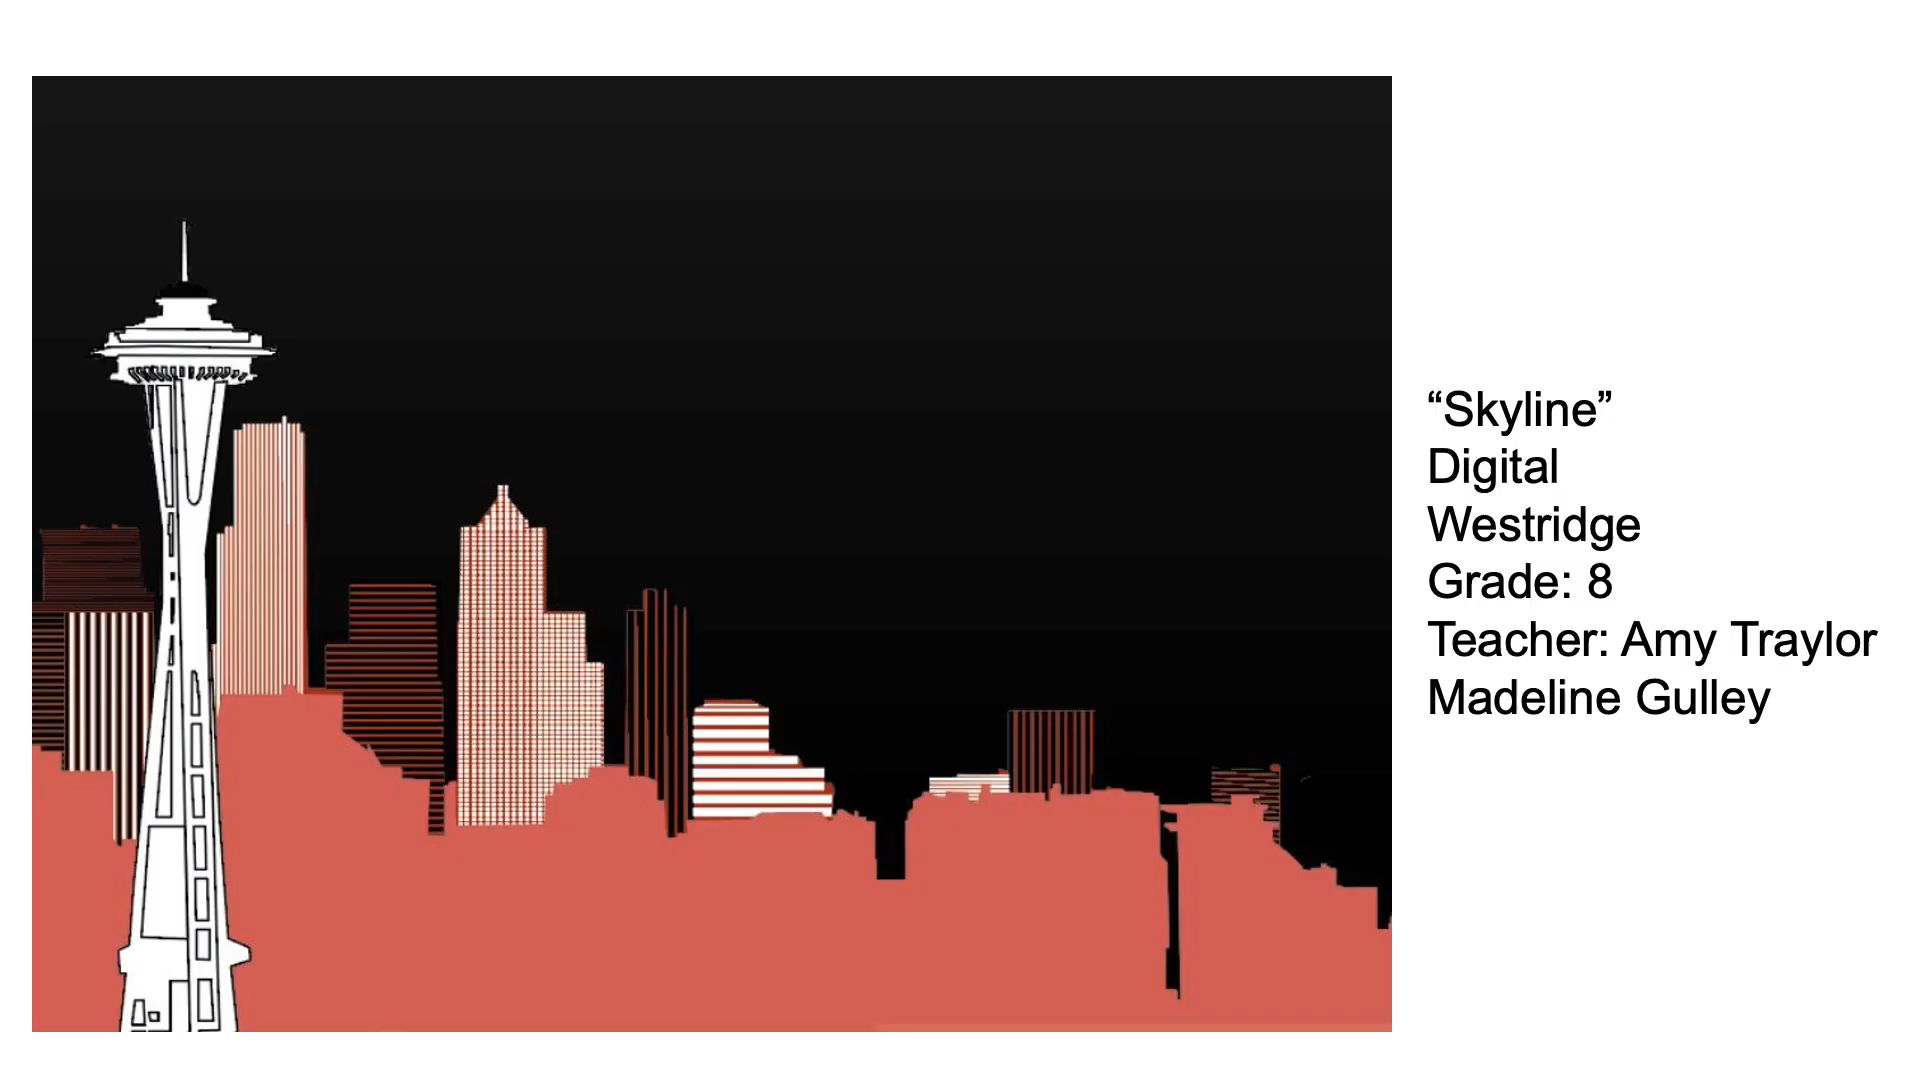 “Skyline”
Digital
Westridge
Grade: 8
Teacher: Amy Traylor
Madeline Gulley